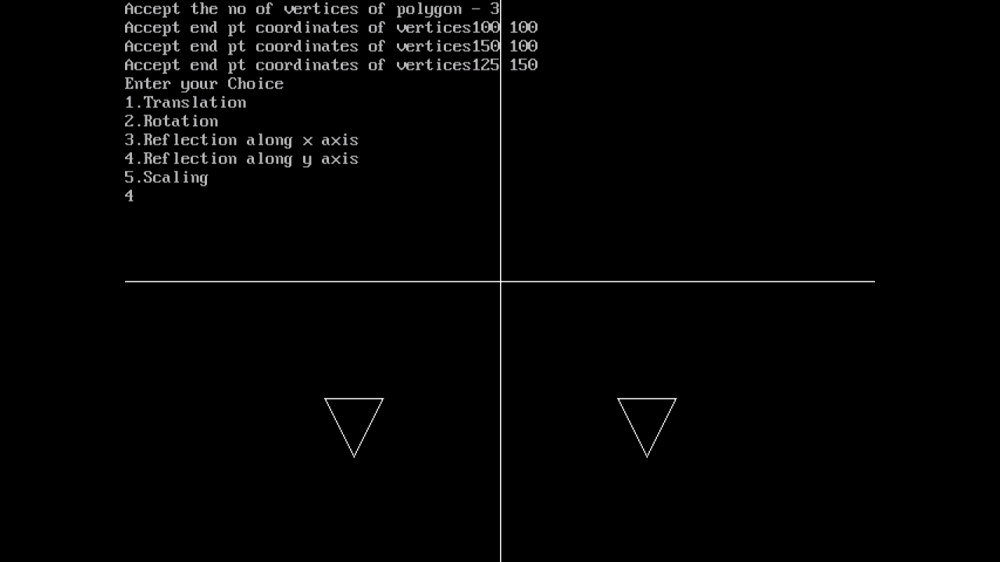 Accept the no of vertices of polygon - 3
Accept end pt coordinates of vertices100 100
Accept end pt coordinates of vertices150 100
Accept end pt coordinates of vertices125 150
Enter your Choice
1.Translation
2.Rotation
3.Reflection along x axis
4.Reflection along y axis
5.Scaling
4